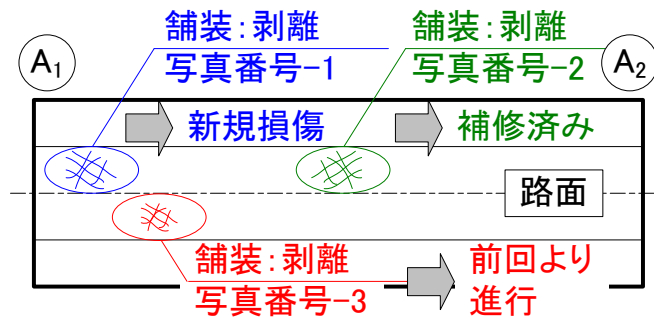 舗装:剥離
写真番号-1
舗装:剥離
写真番号-2
A₁
A₂
新規損傷
補修済み
路面
舗装:剥離
写真番号-3
前回より
進行